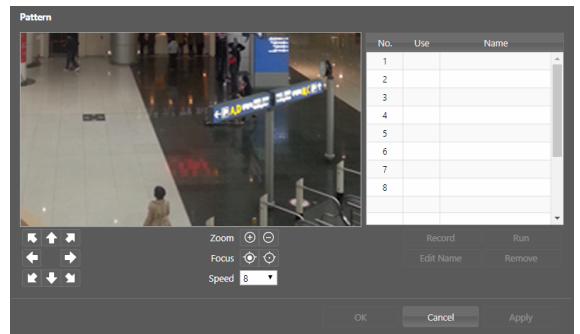 Pattern
No. Use Name
1
2
3
4
5
6
7
8
Zoom
Focus
Speed 8
Record Run
Edit Name Remove
OK Cancel Apply